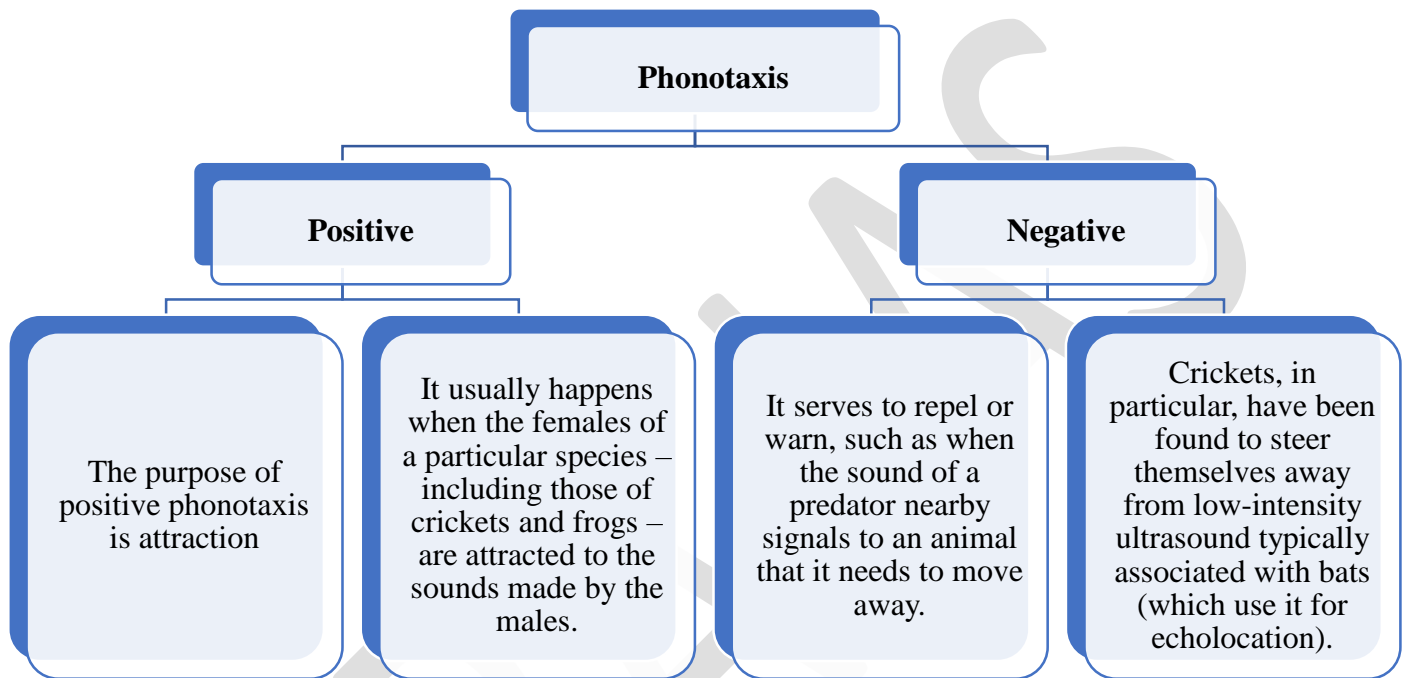 Phonotaxis
Positive
Negative
The purpose of
positive phonotaxis
is attraction
It usually happens
when the females of
a particular species –
including those of
crickets and frogs –
are attracted to the
sounds made by the
males.
It serves to repel or
warn, such as when
the sound of a
predator nearby
signals to an animal
that it needs to move
away.
Crickets, in
particular, have been
found to steer
themselves away
from low-intensity
ultrasound typically
associated with bats
(which use it for
echolocation).